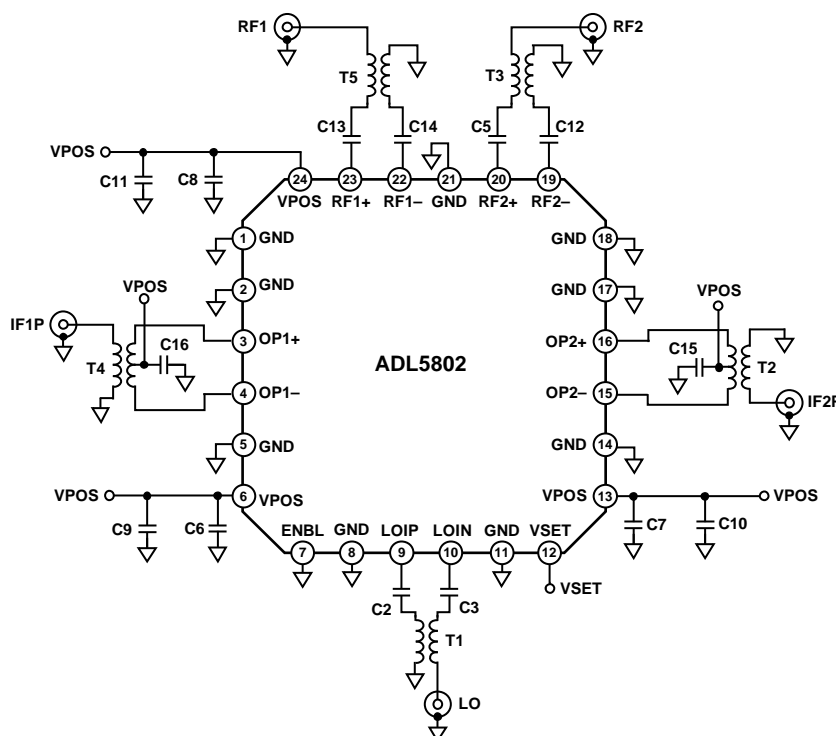 RF1
RF2
T5
T3
C13
C14
C5
C12
VPOS
C11
C8
24
23
22
21
20
19
VPOS
RF1+
RF1–
GND
RF2+
RF2–
1
GND
GND
18
2
GND
GND
17
VPOS
VPOS
IF1P
3
OP1+
OP2+
16
C16
C15
T4
T2
ADL5802
4
OP1–
OP2–
15
IF2P
5
GND
GND
14
VPOS
6
VPOS
VPOS
13
VPOS
C9
C6
C7
C10
ENBL
GND
LOIP
LOIN
GND
VSET
7
8
9
10
11
12
VSET
C2
C3
T1
LO